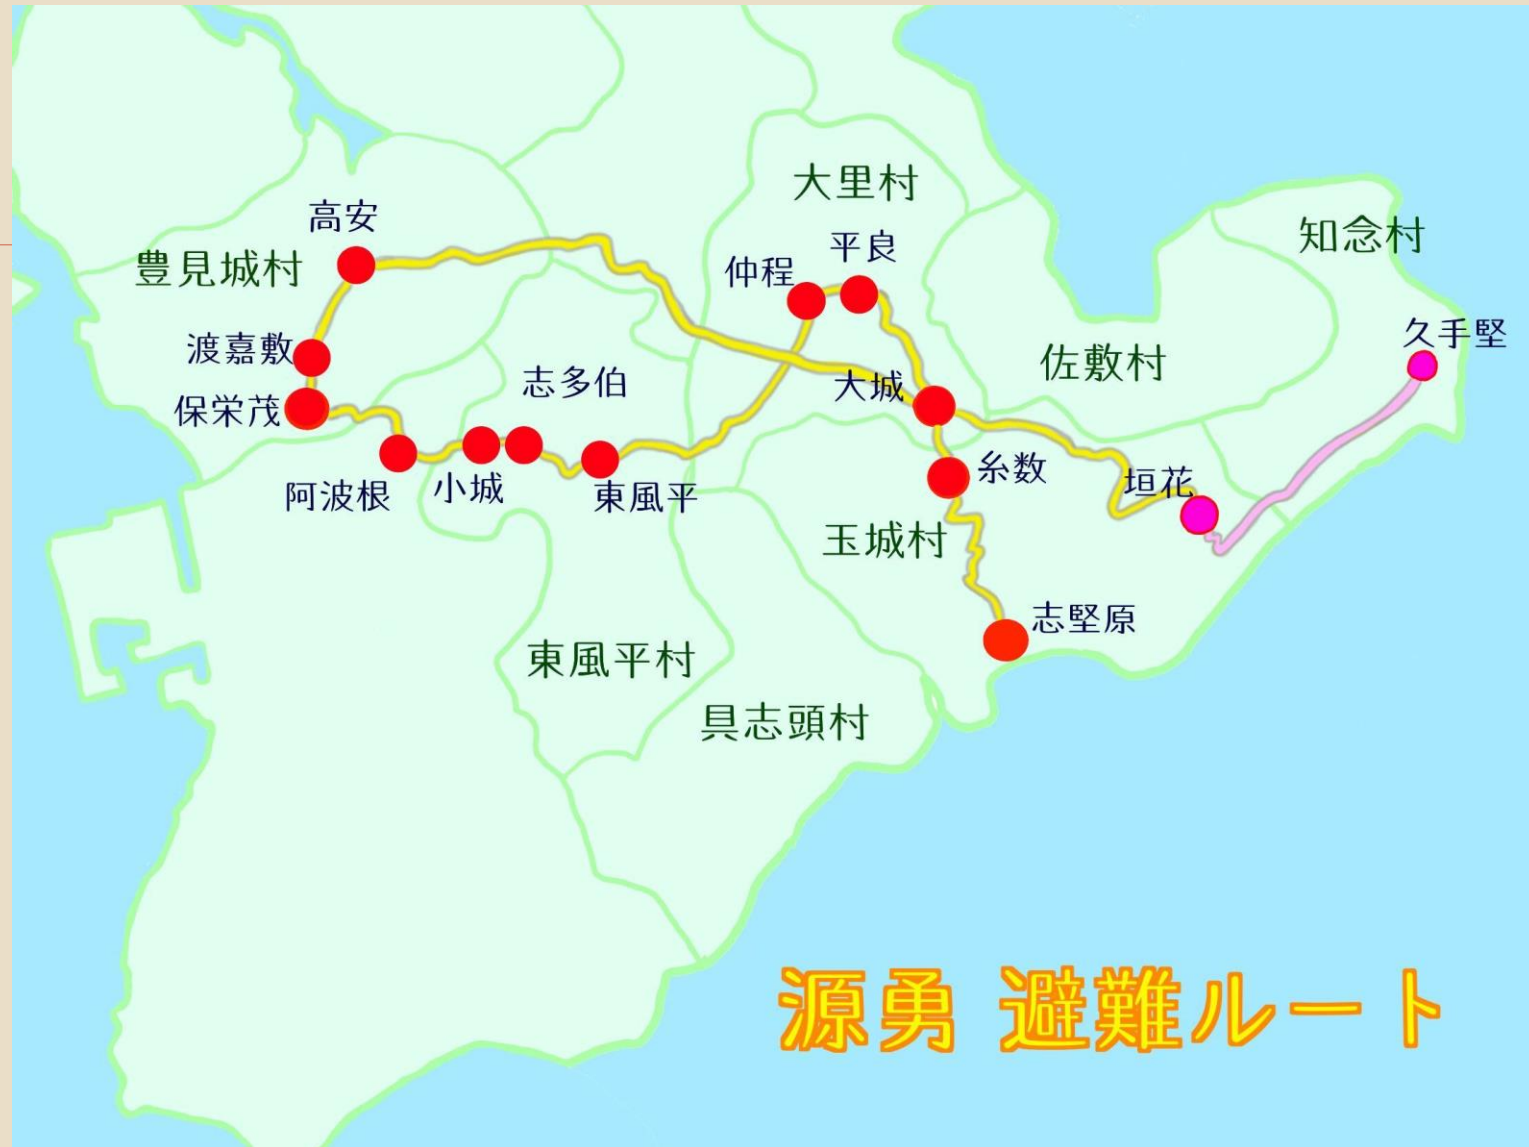 大里村
知念村
高安
平良
豊見城村
仲程
久手堅
渡嘉敷
佐敷村
志多伯
大城
保栄茂
糸数
垣花
小城
阿波根
東風平
玉城村
志堅原
東風平村
具志頭村
源勇 避難ルート